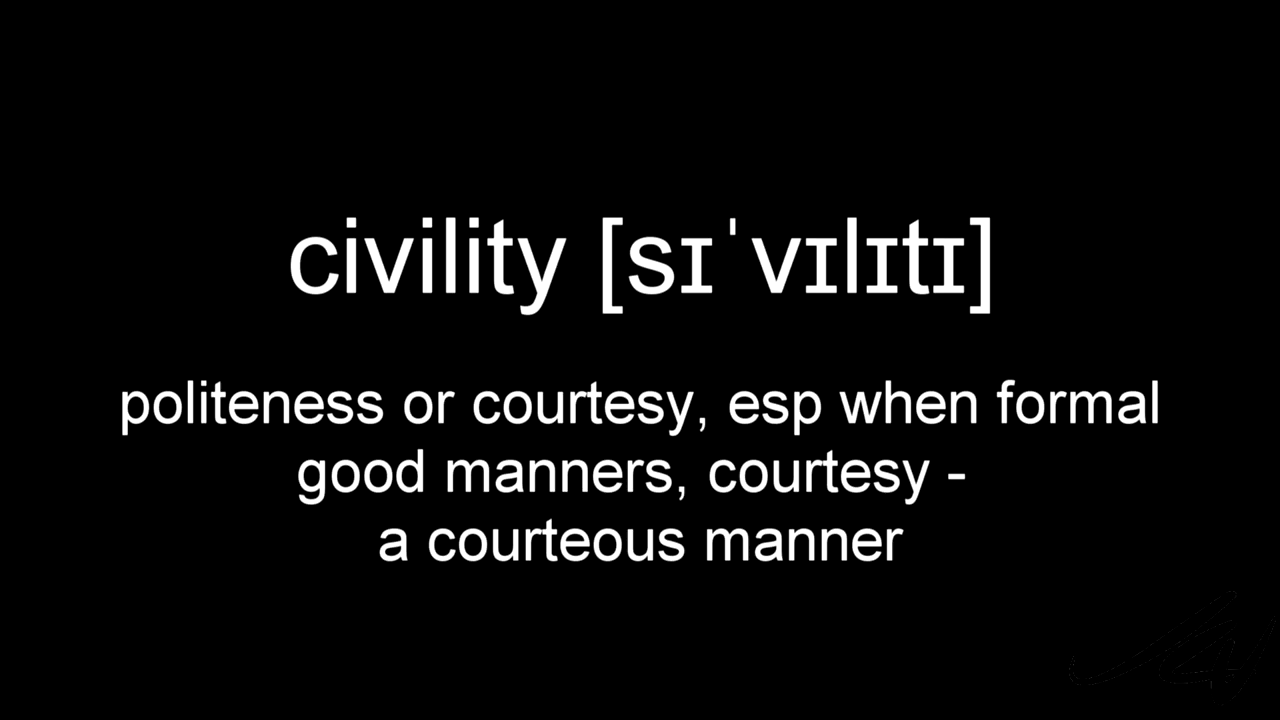 civility [sɪˈvɪlɪtɪ]
politeness or courtesy, esp when formal
good manners, courtesy -
a courteous manner